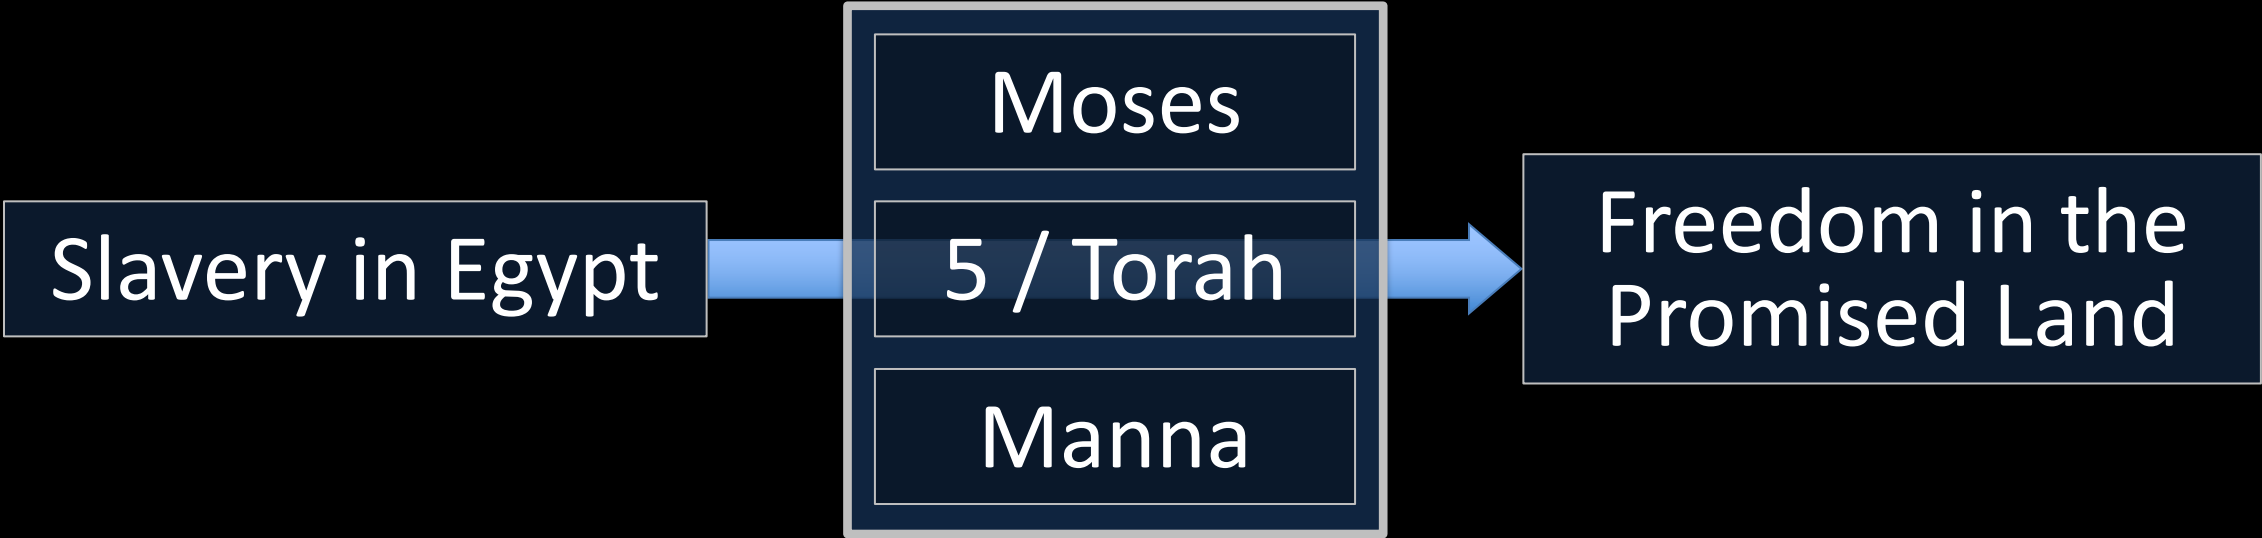 Slavery in Egypt
Moses
5 / Torah
Manna
Freedom in the
Promised Land